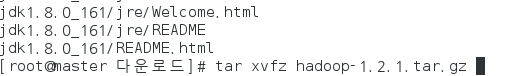 jdk1.8.0_161/jre/Welcome.html
jdk1.8.0_161/jre/README
jdk1.8.0_161/README.html
[root@master 다운로드]# tar xvfz hadoop-1.2.1.tar.gz